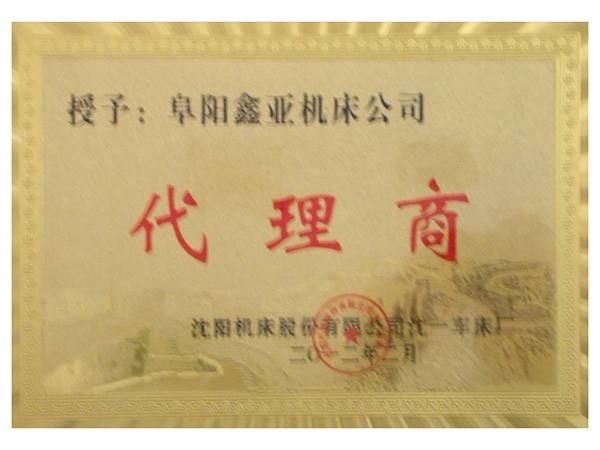 授予：阜阳鑫亚机床公司
代理商
沈阳机床股份有限公司沈一车床厂
二〇一二年二月